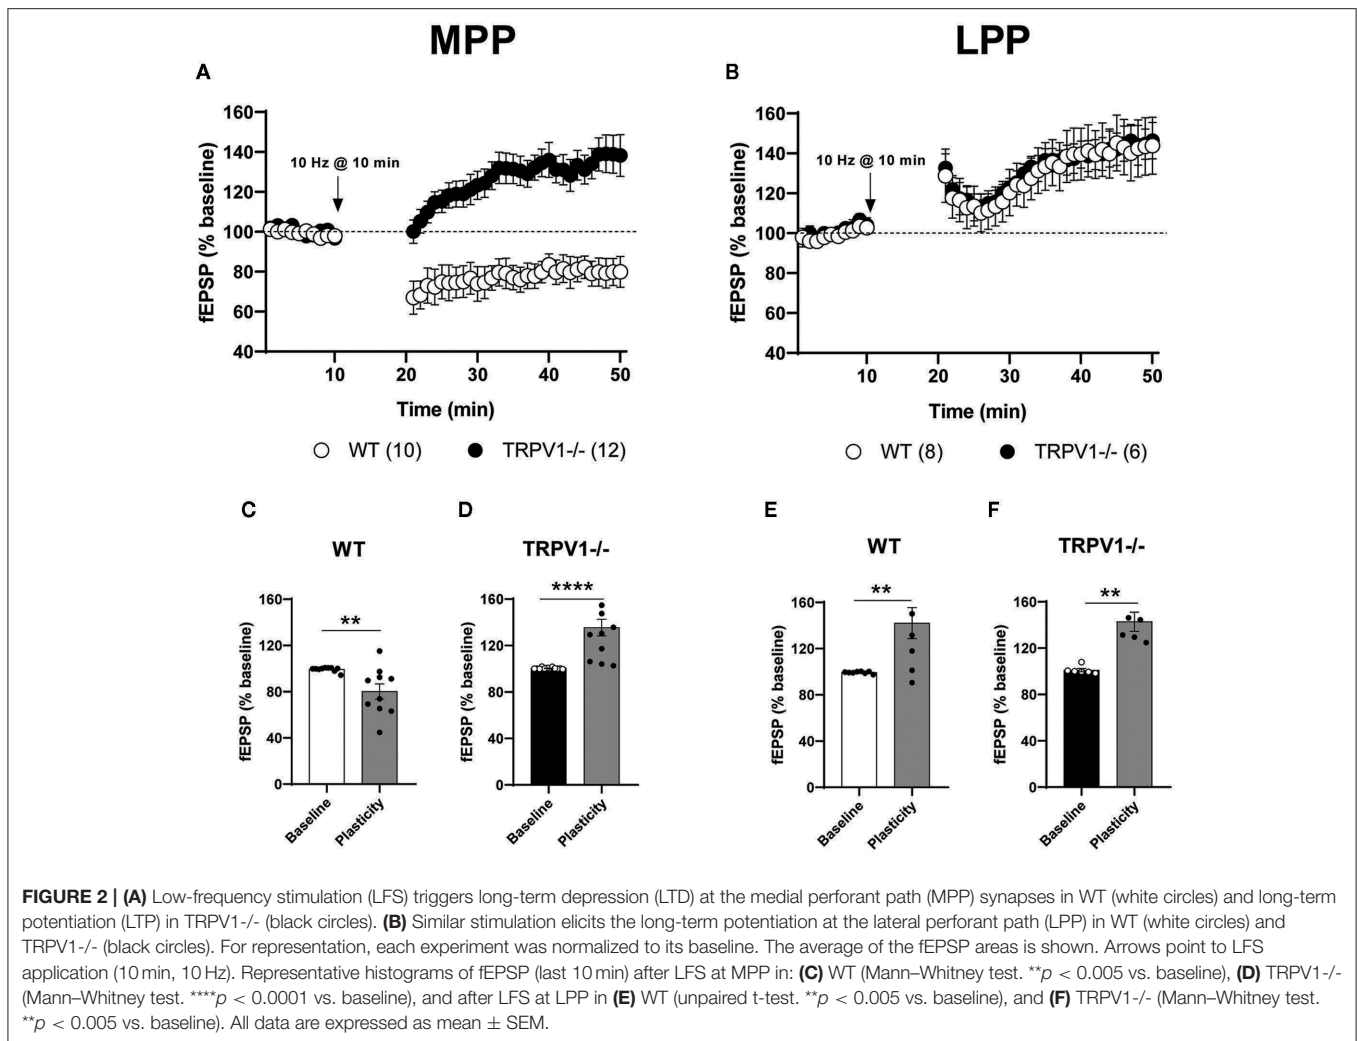 MPP
LPP
A
160
140
120
100
80
60
40
fEPSP (% baseline)
10 Hz @ 10 min
10
20
30
40
50
Time (min)
WT (10)
TRPV1-/- (12)
B
160
140
120
100
80
60
40
fEPSP (% baseline)
10 Hz @ 10 min
10
20
30
40
50
Time (min)
WT (8)
TRPV1-/- (6)
C
WT
**
160
120
80
40
0
fEPSP (% baseline)
Baseline
Plasticity
D
TRPV1-/-
****
160
120
80
40
0
fEPSP (% baseline)
Baseline
Plasticity
E
WT
**
160
120
80
40
0
fEPSP (% baseline)
Baseline
Plasticity
F
TRPV1-/-
**
160
120
80
40
0
fEPSP (% baseline)
Baseline
Plasticity
FIGURE 2 | (A) Low-frequency stimulation (LFS) triggers long-term depression (LTD) at the medial perforant path (MPP) synapses in WT (white circles) and long-term
potentiation (LTP) in TRPV1-/- (black circles). (B) Similar stimulation elicits the long-term potentiation at the lateral perforant path (LPP) in WT (white circles) and
TRPV1-/- (black circles). For representation, each experiment was normalized to its baseline. The average of the fEPSP areas is shown. Arrows point to LFS
application (10 min, 10 Hz). Representative histograms of fEPSP (last 10 min) after LFS at MPP in: (C) WT (Mann–Whitney test. **p < 0.005 vs. baseline), (D) TRPV1-/-
(Mann–Whitney test. ****p < 0.0001 vs. baseline), and after LFS at LPP in (E) WT (unpaired t-test. **p < 0.005 vs. baseline), and (F) TRPV1-/- (Mann–Whitney test.
**p < 0.005 vs. baseline). All data are expressed as mean ± SEM.